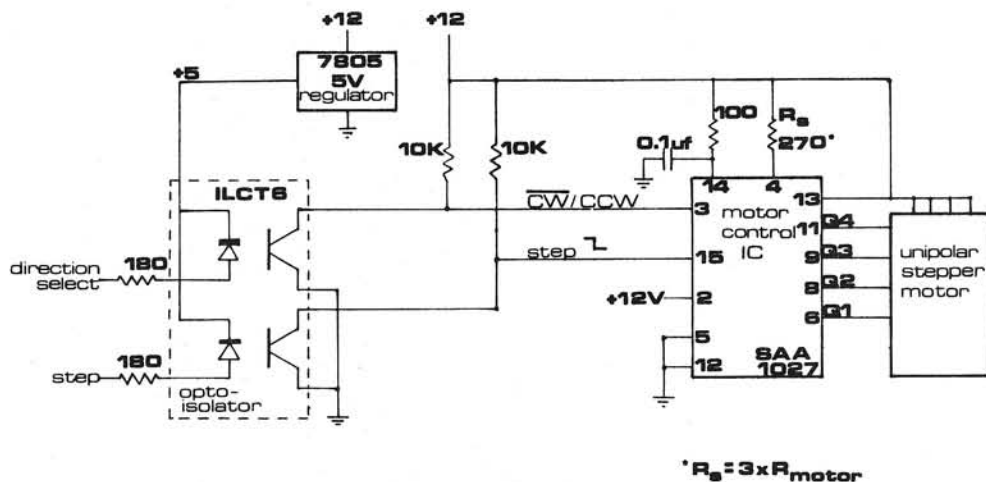 +12
+12
+5
7805
5V
regulator
10K
10K
100
Rs
270*
0.1uf
ILCT6
14
4
13
CW/CCW
3
motor
control
IC
11
Q4
unipolar
stepper
motor
step
15
9
Q3
direction
select
180
+12V
2
8
Q2
6
Q1
5
180
step
opto-
isolator
12
SAA
1027
*Rs=3xRmotor